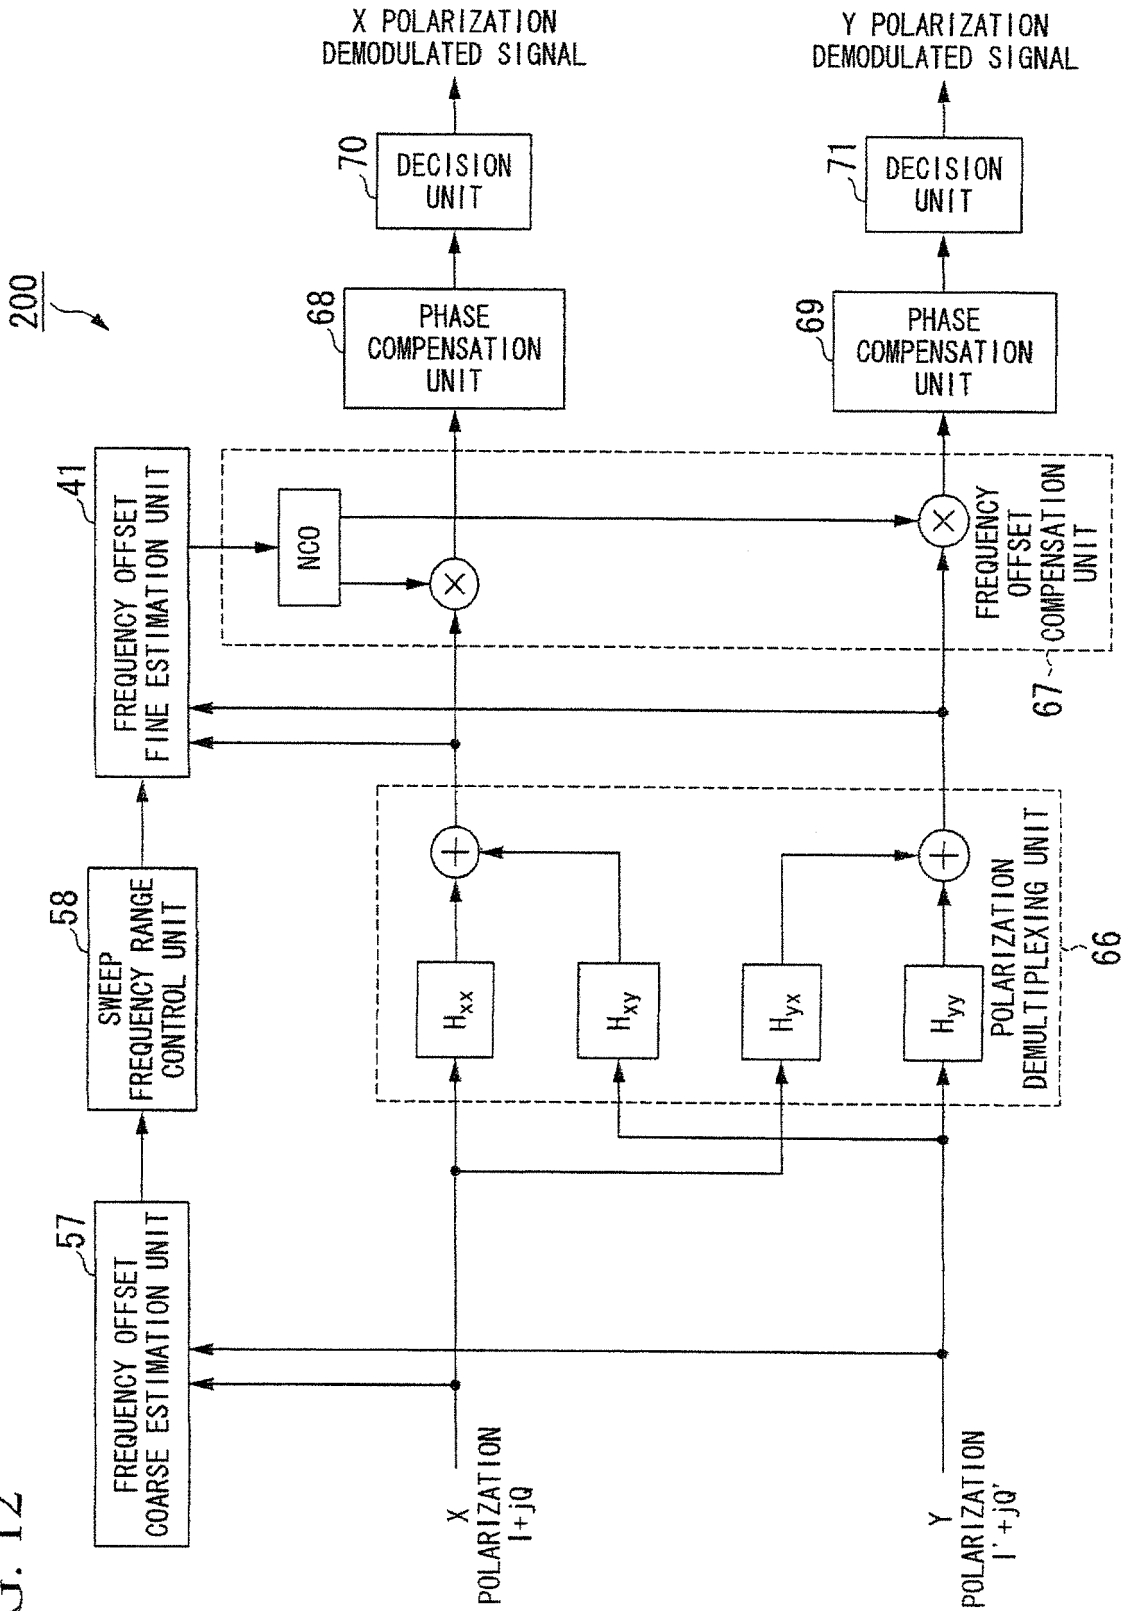 G. 12
200
57
FREQUENCY OFFSET
COARSE ESTIMATION UNIT
58
SWEEP
FREQUENCY RANGE
CONTROL UNIT
41
FREQUENCY OFFSET
FINE ESTIMATION UNIT
X
POLARIZATION
I+jQ
Y
POLARIZATION
I'+jQ'
Hxx
Hxy
Hyx
Hyy
POLARIZATION
DEMULTIPLEXING UNIT
66
NCO
FREQUENCY
OFFSET
COMPENSATION
UNIT
67
68
PHASE
COMPENSATION
UNIT
69
PHASE
COMPENSATION
UNIT
70
DECISION
UNIT
71
DECISION
UNIT
X POLARIZATION
DEMODULATED SIGNAL
Y POLARIZATION
DEMODULATED SIGNAL